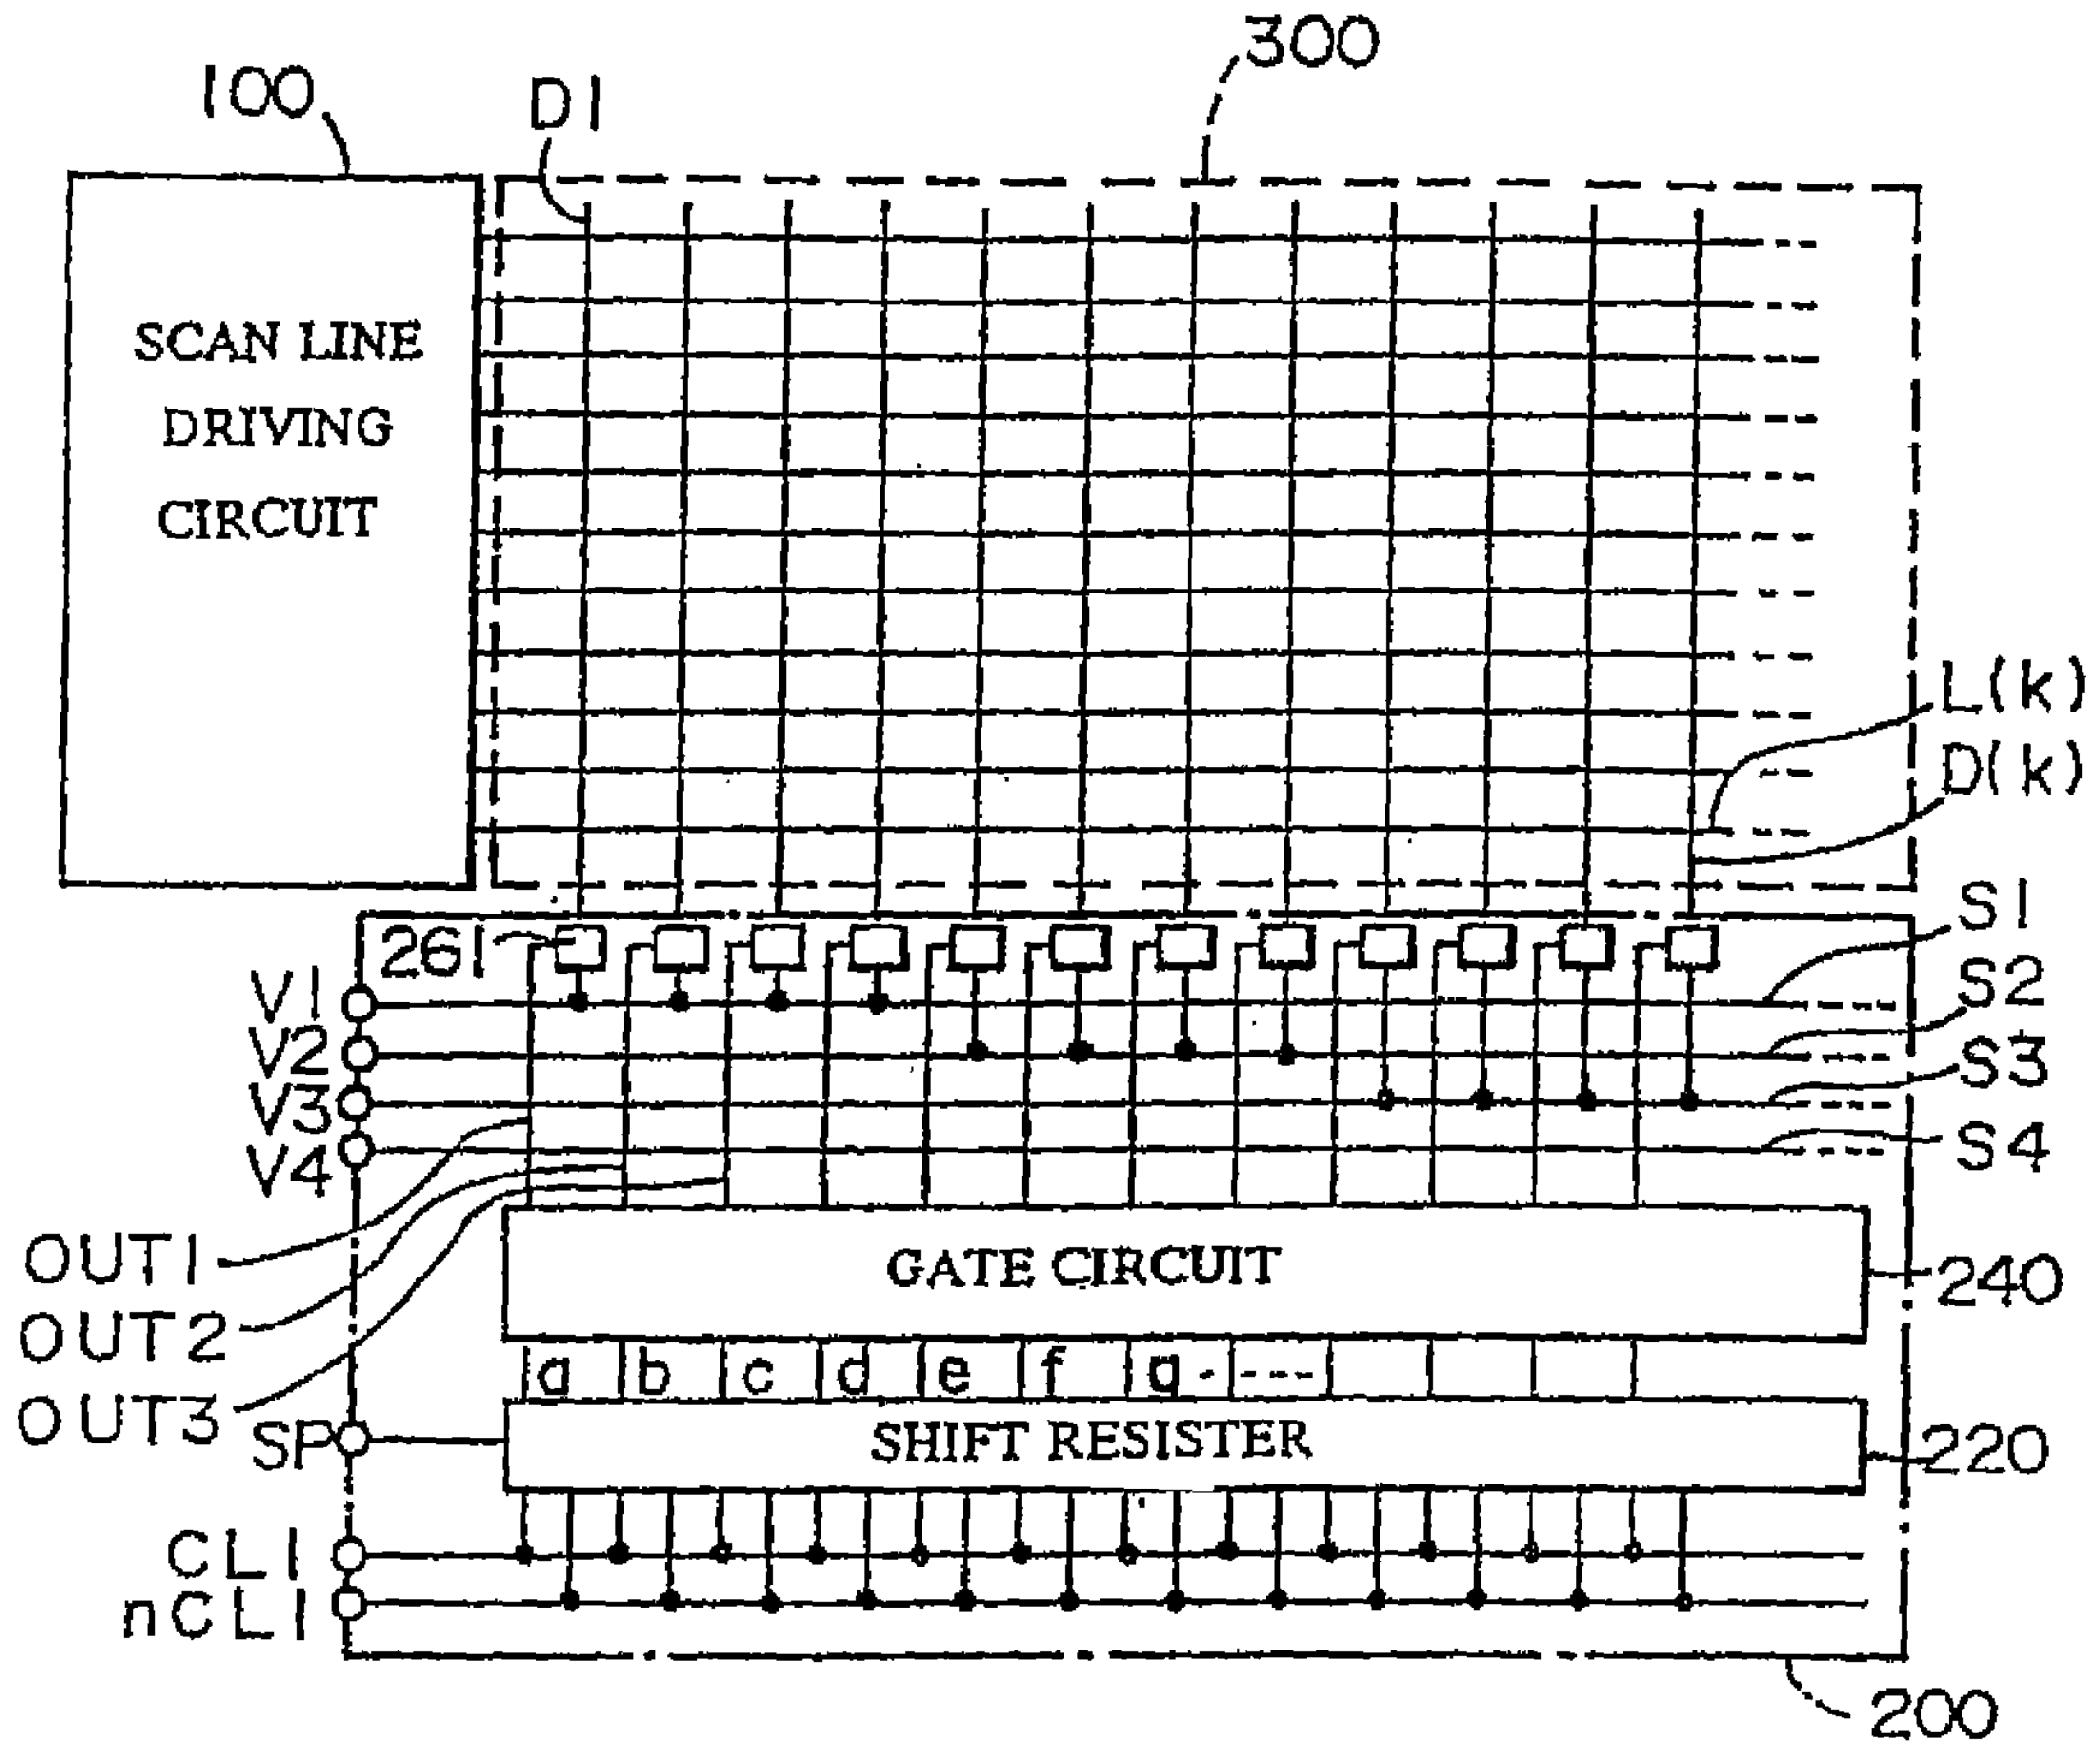 300
100
D1
SCAN LINE
DRIVING
CIRCUIT
L(k)
D(k)
S1
261
V1
S2
V2
S3
V3
S4
V4
OUT1
GATE CIRCUIT
240
OUT2
a b c d e f g
OUT3
SP
SHIFT RESISTER
220
CL1
nCL1
200